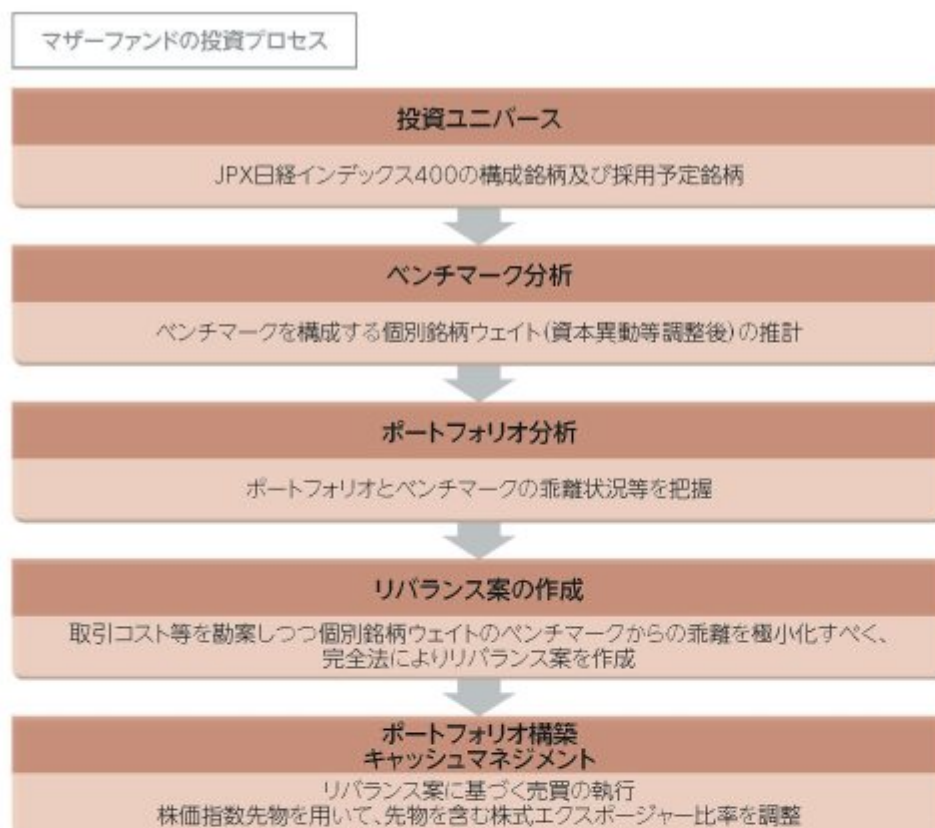 マザーファンドの投資プロセス
投資ユニバース
JPX日経インデックス400の構成銘柄及び採用予定銘柄
ベンチマーク分析
ベンチマークを構成する個別銘柄ウェイト(資本異動等調整後)の推計
ポートフォリオ分析
ポートフォリオとベンチマークの乖離状況等を把握
リバランス案の作成
取引コスト等を勘案しつつ個別銘柄ウェイトのベンチマークからの乖離を極小化すべく、
完全法によりリバランス案を作成
ポートフォリオ構築
キャッシュマネジメント
リバランス案に基づく売買の執行
株価指数先物を用いて、先物を含む株式エクスポージャー比率を調整